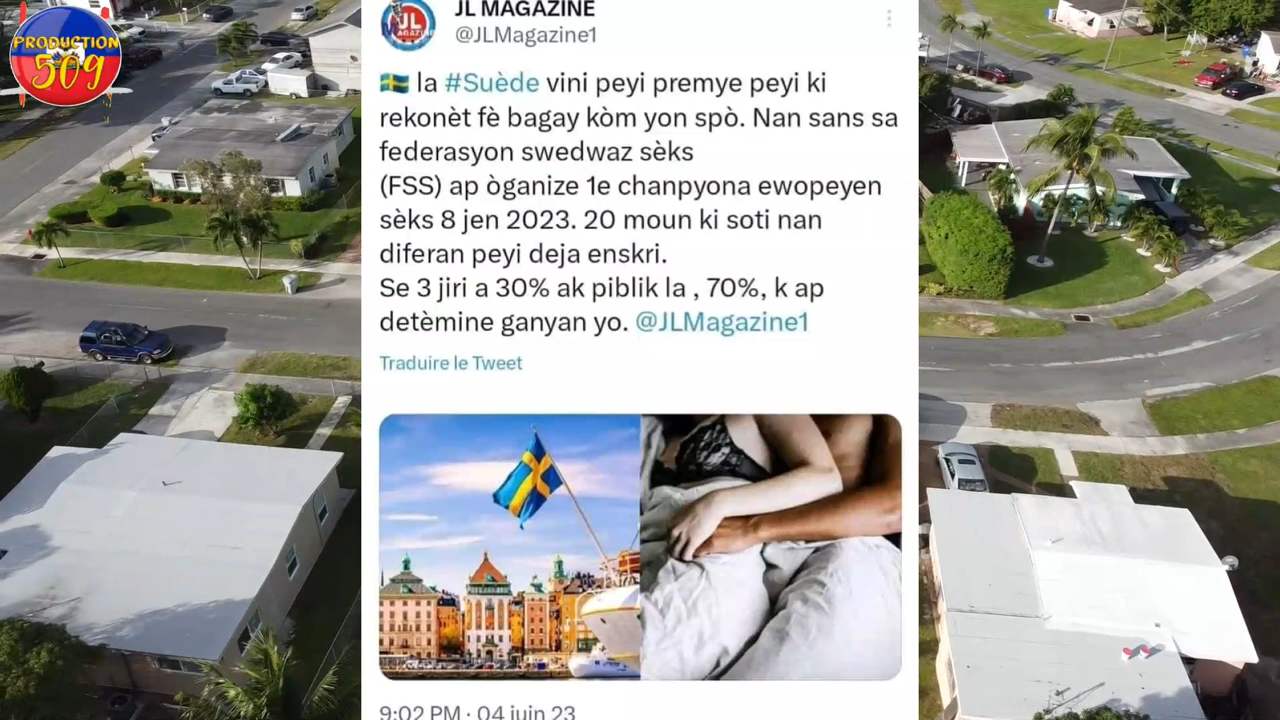 PRODUCTION
509
JL
MAGAZINE
JL MAGAZINE
@JLMagazine1
🇸🇪 la #Suède vini peyi premye peyi ki
rekonèt fè bagay kòm yon spò. Nan sans sa
federasyon swedwaz sèks
(FSS) ap òganize 1e chanpyona ewopeyen
sèks 8 jen 2023. 20 moun ki soti nan
diferan peyi deja enskri.
Se 3 jiri a 30% ak piblik la , 70%, k ap
detèmine ganyan yo. @JLMagazine1
Traduire le Tweet
9:02 PM · 04 juin 23